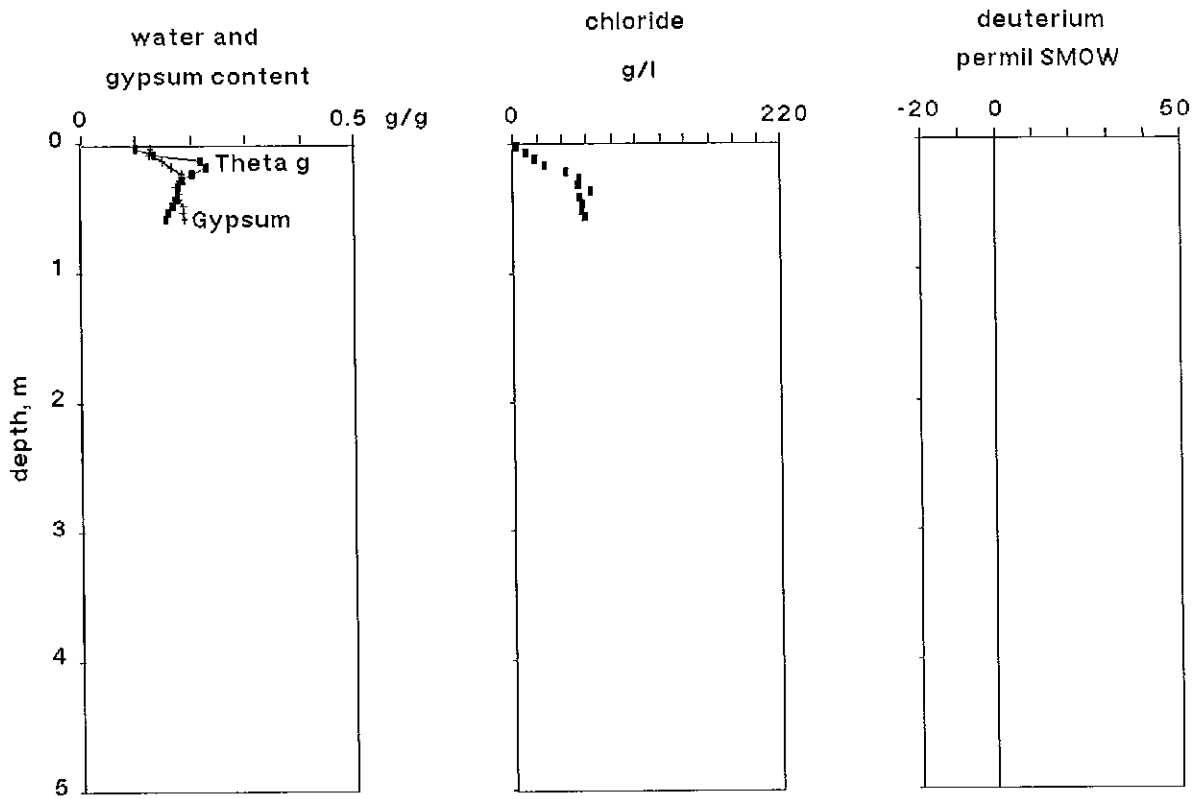 water and
gypsum content
0 0.5 g/g
Theta g
Gypsum
chloride
g/l
0 220
deuterium
permil SMOW
-20 0 50
depth, m
0
1
2
3
4
5